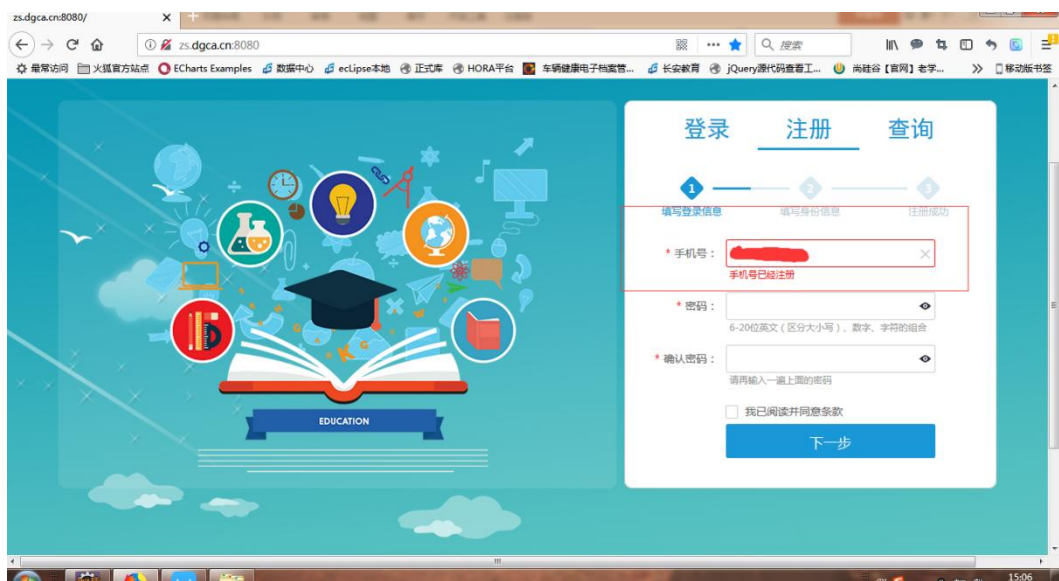 zs.dgca.cn:8080/
zs.dgca.cn:8080
搜索
最常访问 火狐官方站点 ECharts Examples 数据中心 ecLipse本地 正式库 HORA平台 车辆健康电子档案管... 长安教育 jQuery源代码查看工... 尚硅谷【官网】老学... 移动版书签
登录 注册 查询
1 2 3
填写登录信息 填写身份信息 注册成功
* 手机号：
手机号已经注册
* 密码：
6-20位英文（区分大小写）、数字、字符的组合
* 确认密码：
请再输入一遍上面的密码
我已阅读并同意条款
下一步
EDUCATION
15:06